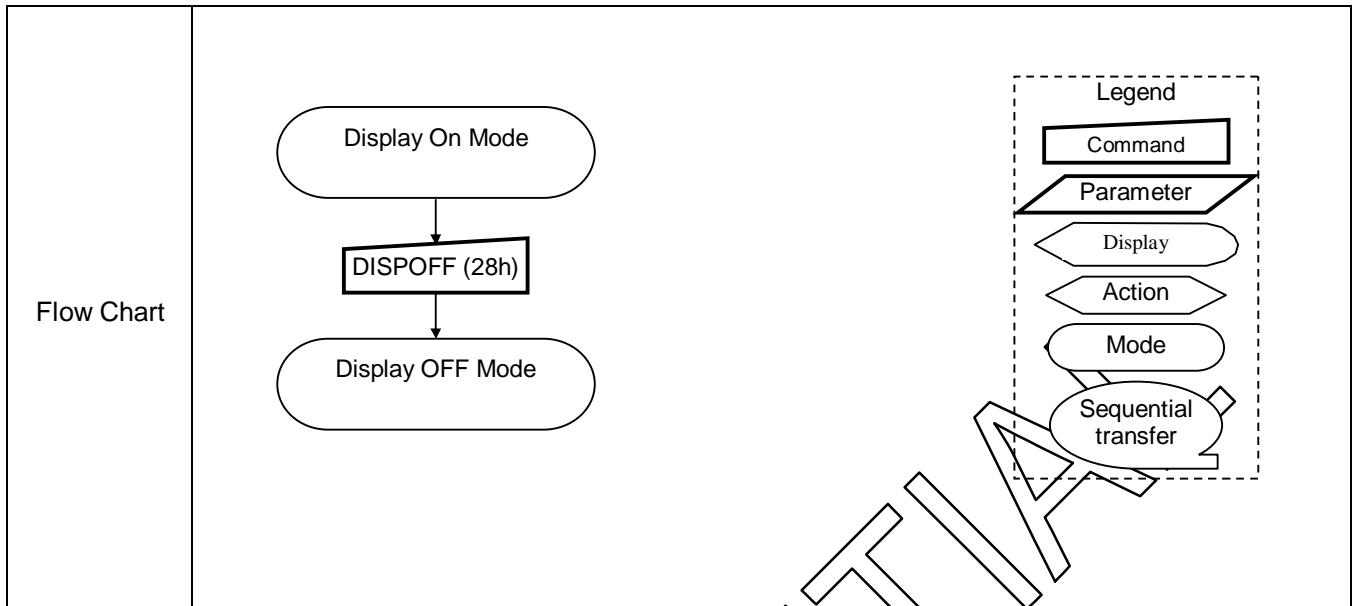 Flow Chart
Display On Mode
DISPOFF (28h)
Display OFF Mode
Legend
Command
Parameter
Display
Action
Mode
Sequential
transfer